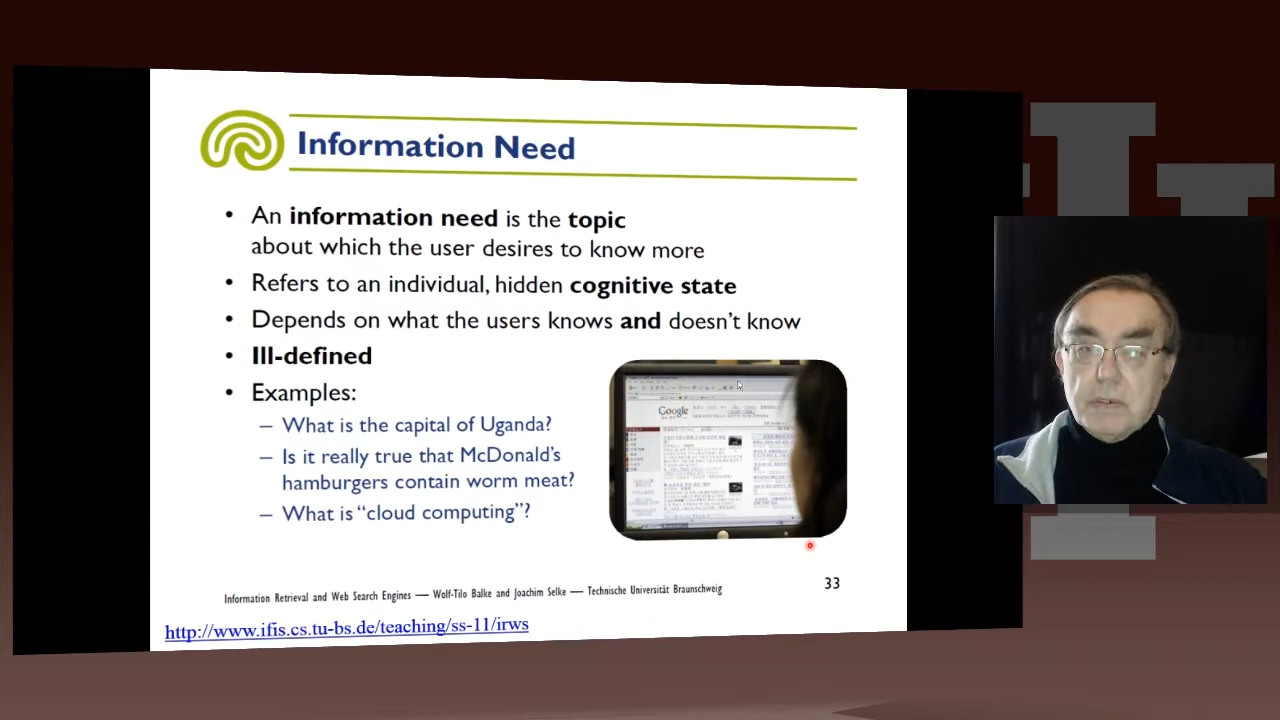 Information Need
• An information need is the topic
about which the user desires to know more
• Refers to an individual, hidden cognitive state
• Depends on what the users knows and doesn't know
• Ill-defined
• Examples:
– What is the capital of Uganda?
– Is it really true that McDonald's
hamburgers contain worm meat?
– What is "cloud computing"?
Google
33
Information Retrieval and Web Search Engines — Wolf-Tilo Balke and Joachim Selke — Technische Universität Braunschweig
http://www.ifis.cs.tu-bs.de/teaching/ss-11/irws